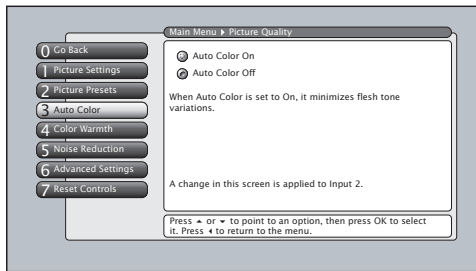 Main Menu ▶ Picture Quality
0 Go Back
1 Picture Settings
2 Picture Presets
3 Auto Color
4 Color Warmth
5 Noise Reduction
6 Advanced Settings
7 Reset Controls
Auto Color On
Auto Color Off
When Auto Color is set to On, it minimizes flesh tone
variations.
A change in this screen is applied to Input 2.
Press ▲ or ▼ to point to an option, then press OK to select
it. Press ◀ to return to the menu.